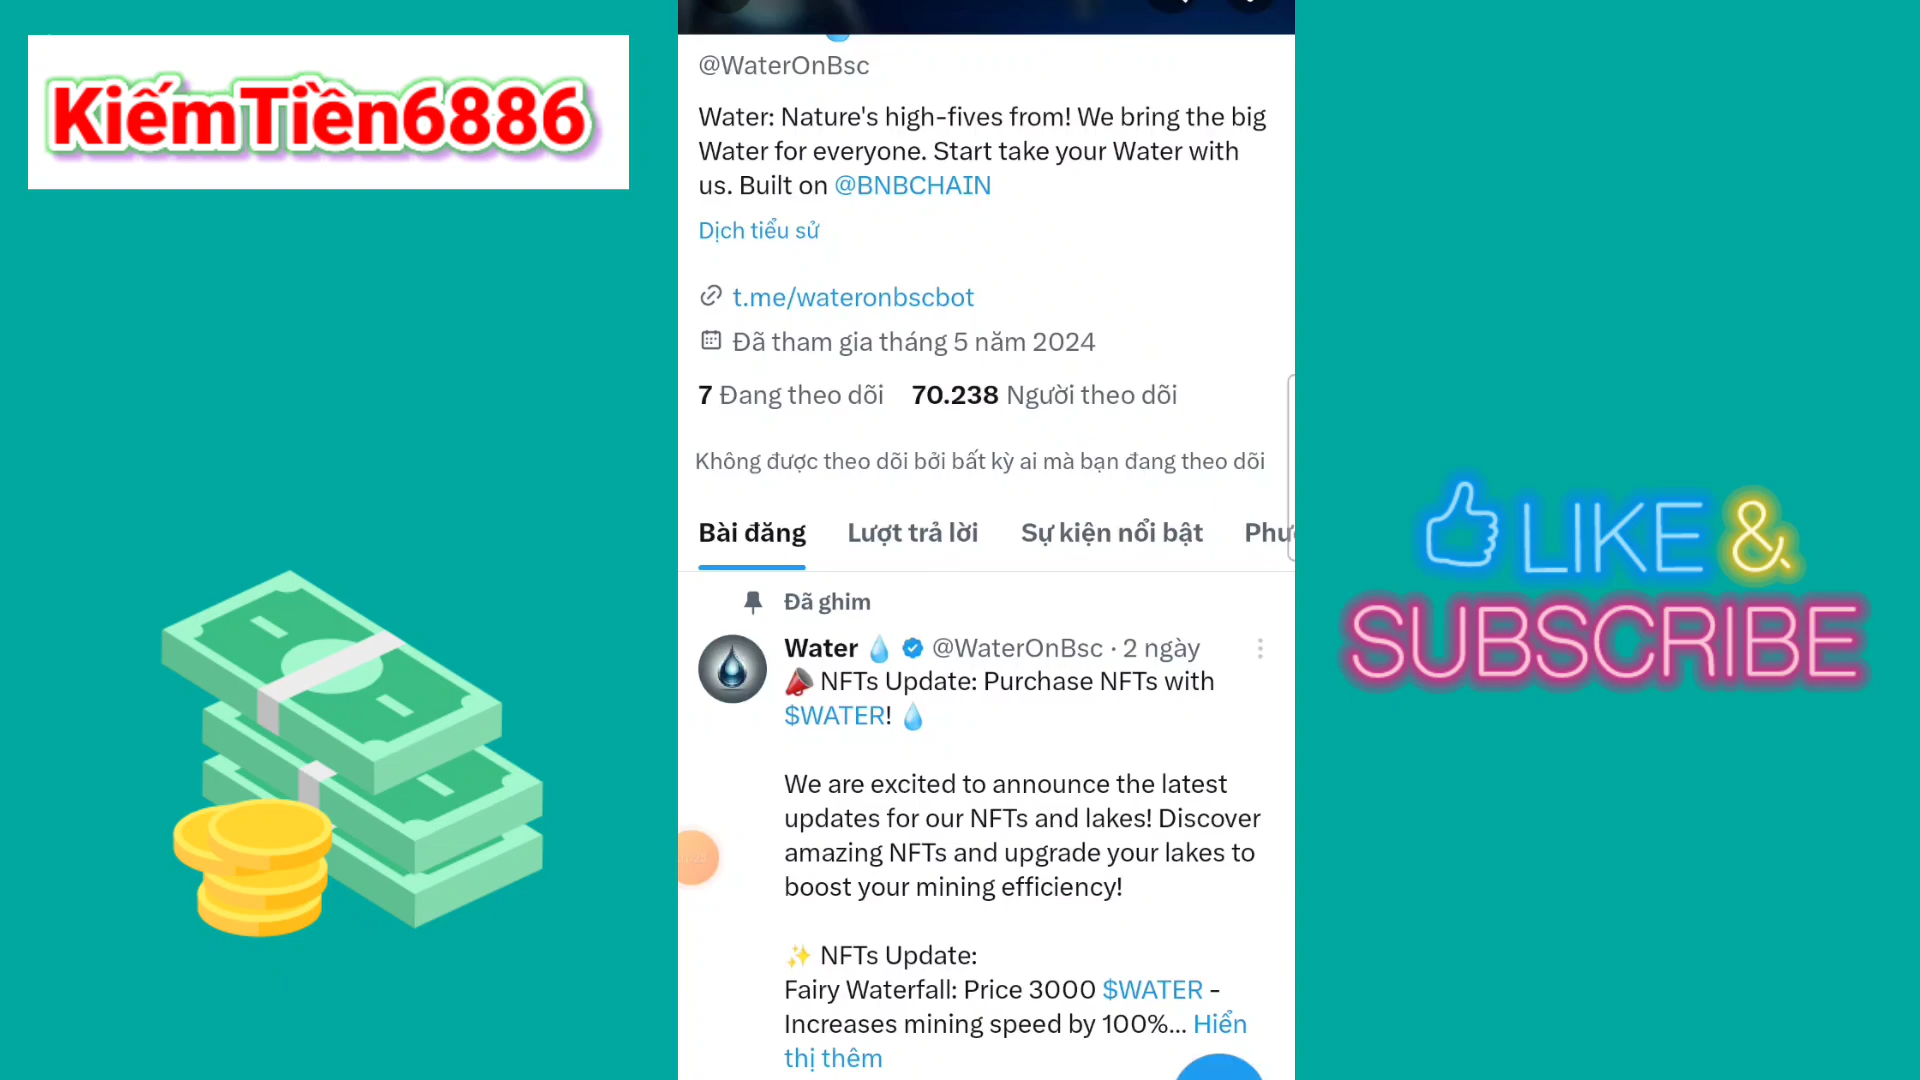 KiếmTiền6886
@WaterOnBsc
Water: Nature's high-fives from! We bring the big
Water for everyone. Start take your Water with
us. Built on @BNBCHAIN
Dịch tiểu sử
t.me/wateronbscbot
Đã tham gia tháng 5 năm 2024
7 Đang theo dõi 70.238 Người theo dõi
Không được theo dõi bởi bất kỳ ai mà bạn đang theo dõi
Bài đăng Lượt trả lời Sự kiện nổi bật Phư
Đã ghim
Water 💧 @WaterOnBsc · 2 ngày
📣 NFTs Update: Purchase NFTs with
$WATER! 💧
We are excited to announce the latest
updates for our NFTs and lakes! Discover
amazing NFTs and upgrade your lakes to
boost your mining efficiency!
✨ NFTs Update:
Fairy Waterfall: Price 3000 $WATER -
Increases mining speed by 100%... Hiển
thị thêm
LIKE &
SUBSCRIBE